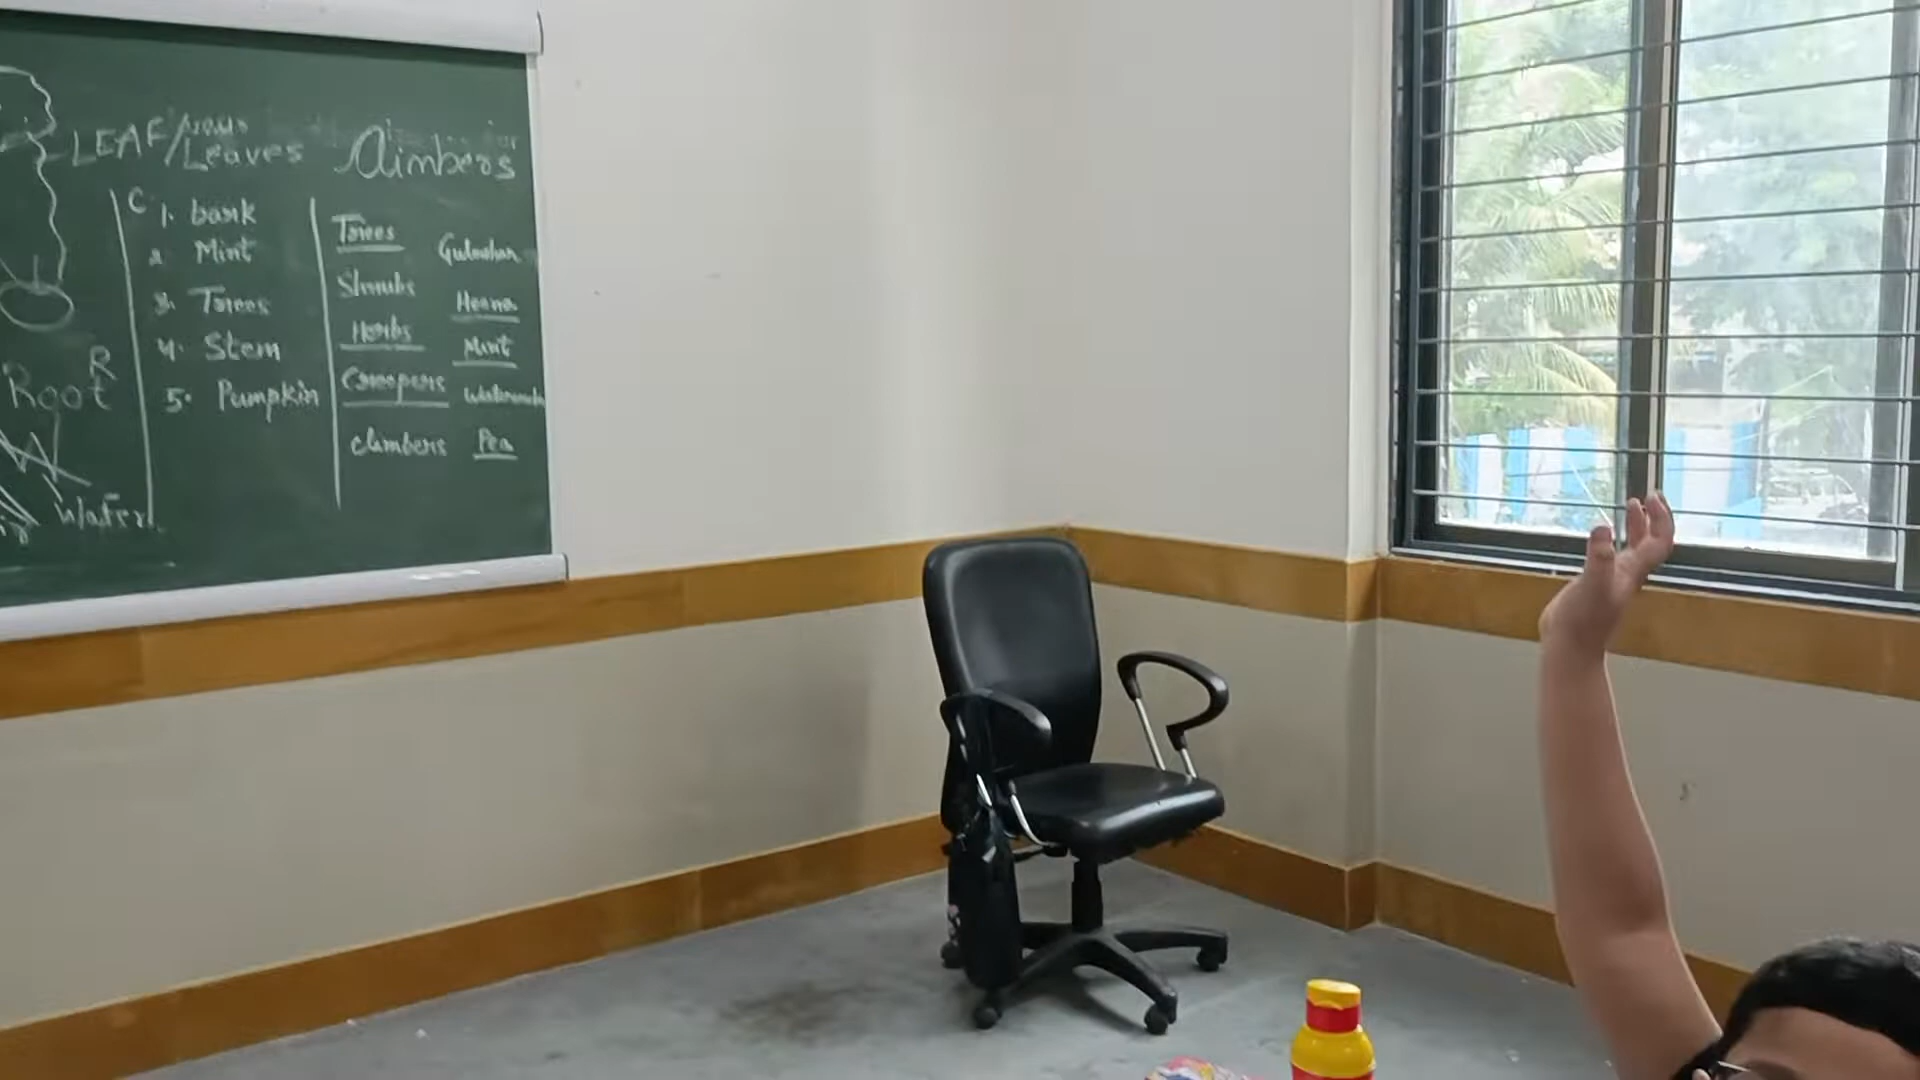 LEAF/
Leaves
Climbers
C
1. bark
2. Mint
3. Trees
4. Stem
5. Pumpkin
Trees Gulmohar
Shrubs Heena
Herbs Mint
Creepers
climbers Pea
R
Root
Water